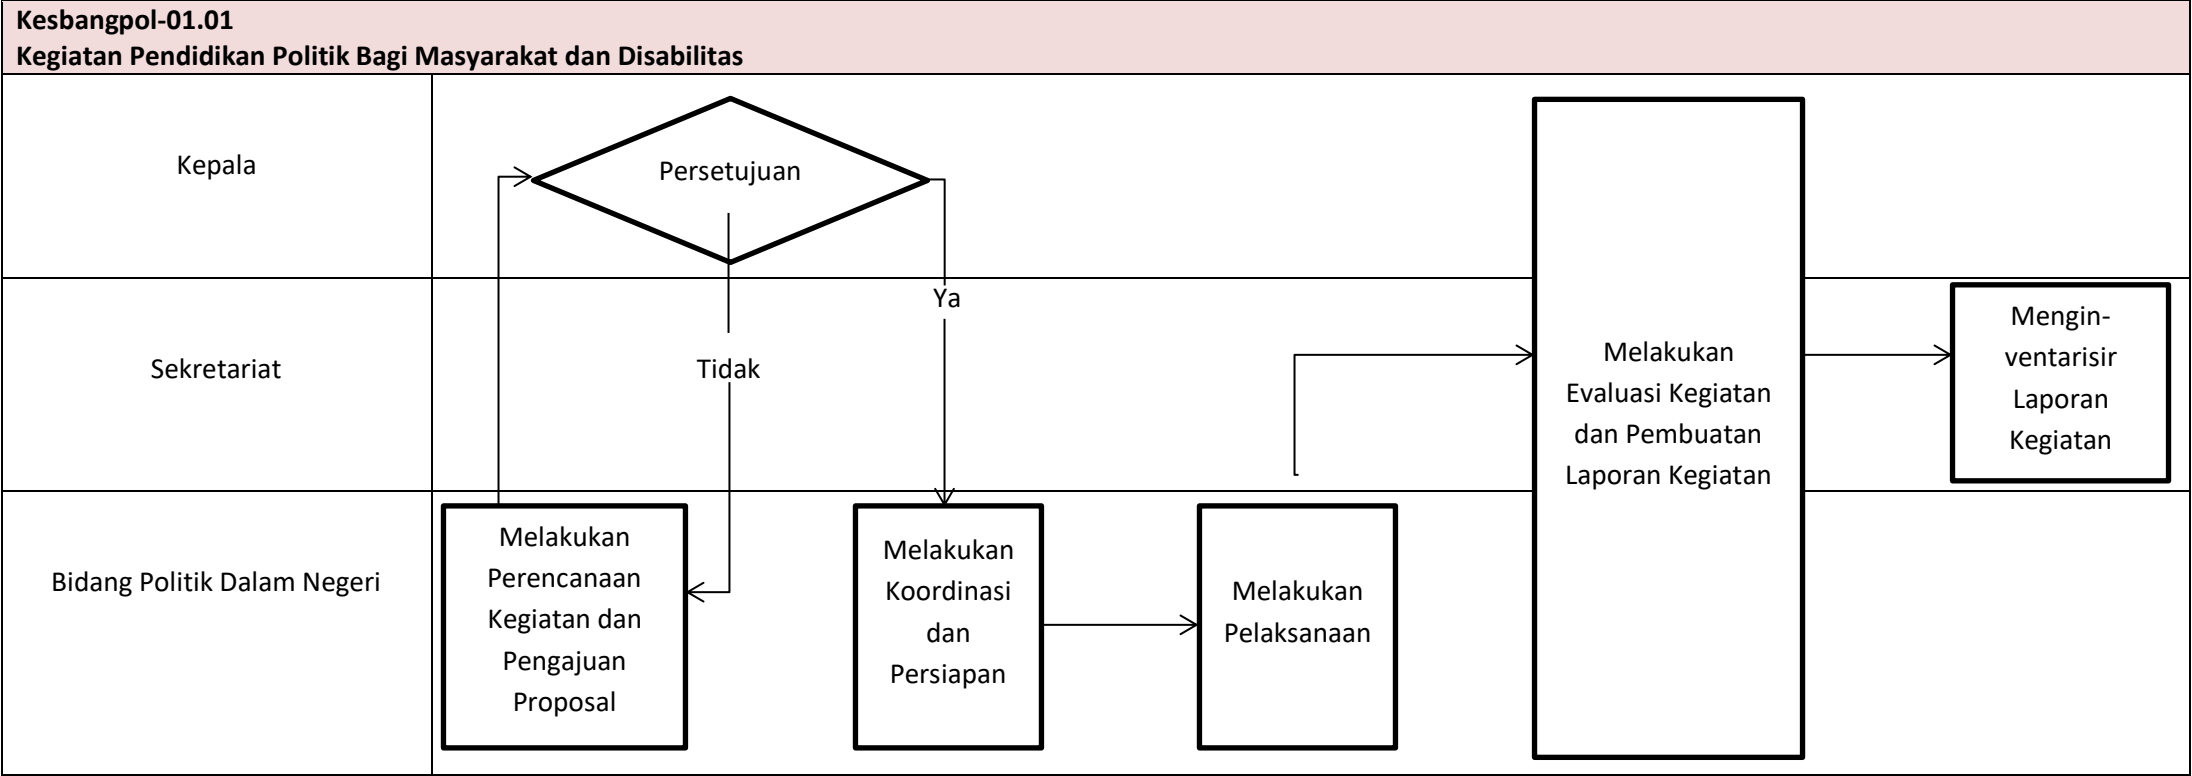 Kesbangpol-01.01
Kegiatan Pendidikan Politik Bagi Masyarakat dan Disabilitas
Kepala
Persetujuan
Sekretariat
Tidak
Ya
Melakukan
Evaluasi Kegiatan
dan Pembuatan
Laporan Kegiatan
Mengin-
ventarisir
Laporan
Kegiatan
Bidang Politik Dalam Negeri
Melakukan
Perencanaan
Kegiatan dan
Pengajuan
Proposal
Melakukan
Koordinasi
dan
Persiapan
Melakukan
Pelaksanaan